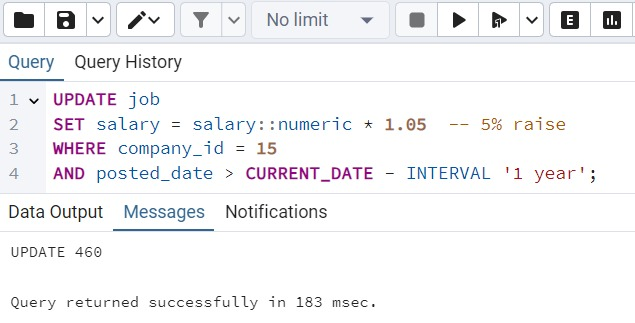 No limit
E
Query Query History
1 UPDATE job
2 SET salary = salary::numeric * 1.05 -- 5% raise
3 WHERE company_id = 15
4 AND posted_date > CURRENT_DATE - INTERVAL '1 year';
Data Output Messages Notifications
UPDATE 460
Query returned successfully in 183 msec.